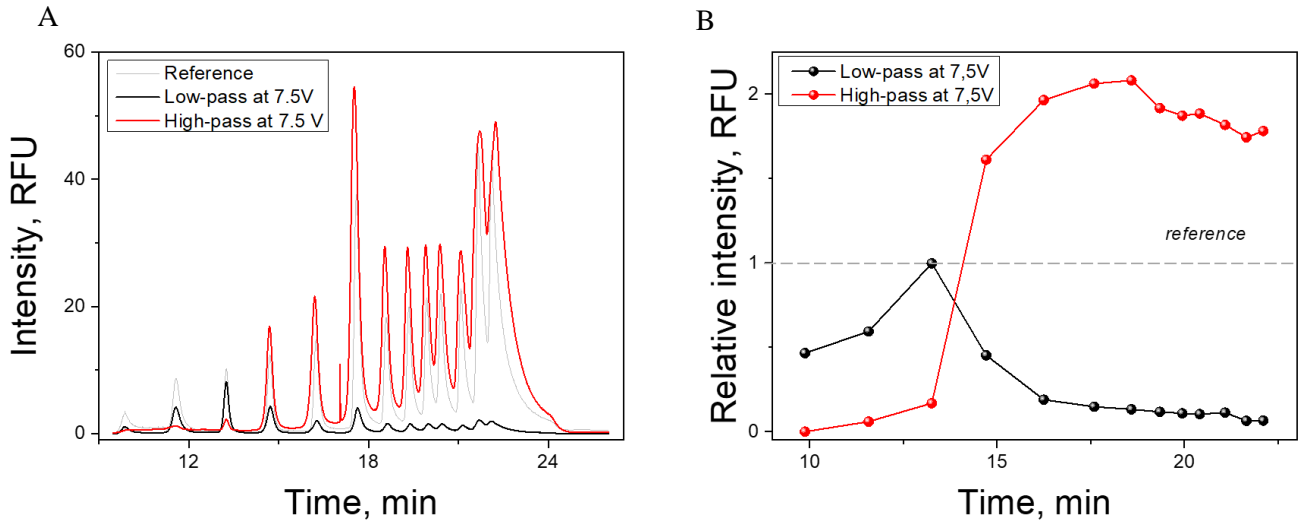 A
Intensity, RFU
60
40
20
0
Reference
Low-pass at 7.5V
High-pass at 7.5 V
12
18
24
Time, min
B
Relative intensity, RFU
2
1
0
Low-pass at 7,5V
High-pass at 7,5V
reference
10
15
20
Time, min